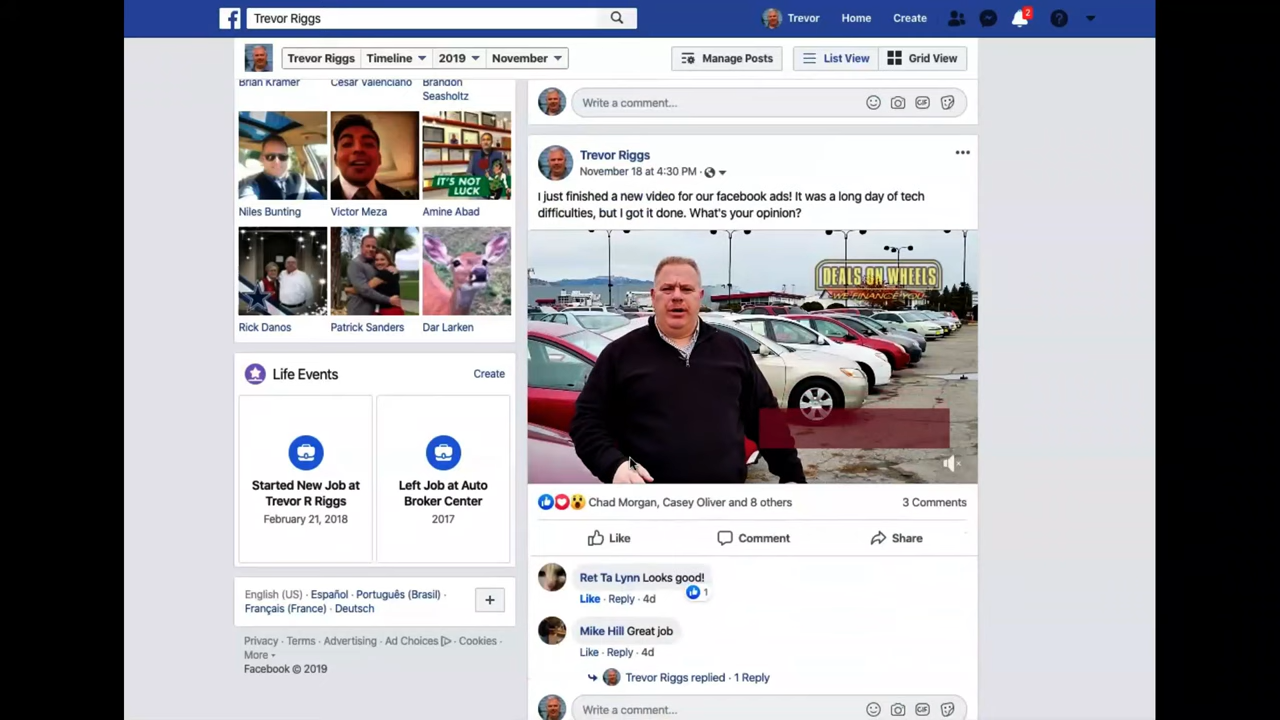 Trevor Riggs
Trevor
Home
Create
2
Trevor Riggs
Timeline
2019
November
Manage Posts
List View
Grid View
Brian Kramer
Cesar Valenciano
Brandon
Seasholtz
IT'S NOT
LUCK
Niles Bunting
Victor Meza
Amine Abad
Rick Danos
Patrick Sanders
Dar Larken
Life Events
Create
Started New Job at
Trevor R Riggs
February 21, 2018
Left Job at Auto
Broker Center
2017
English (US) · Español · Português (Brasil) ·
Français (France) · Deutsch
Privacy · Terms · Advertising · Ad Choices · Cookies ·
More
Facebook © 2019
Write a comment...
GIF
Trevor Riggs
November 18 at 4:30 PM ·
I just finished a new video for our facebook ads! It was a long day of tech
difficulties, but I got it done. What's your opinion?
DEALS ON WHEELS
WE FINANCE YOU
Chad Morgan, Casey Oliver and 8 others
3 Comments
Like
Comment
Share
Ret Ta Lynn Looks good!
1
Like · Reply · 4d
Mike Hill Great job
Like · Reply · 4d
Trevor Riggs replied · 1 Reply
Write a comment...
GIF